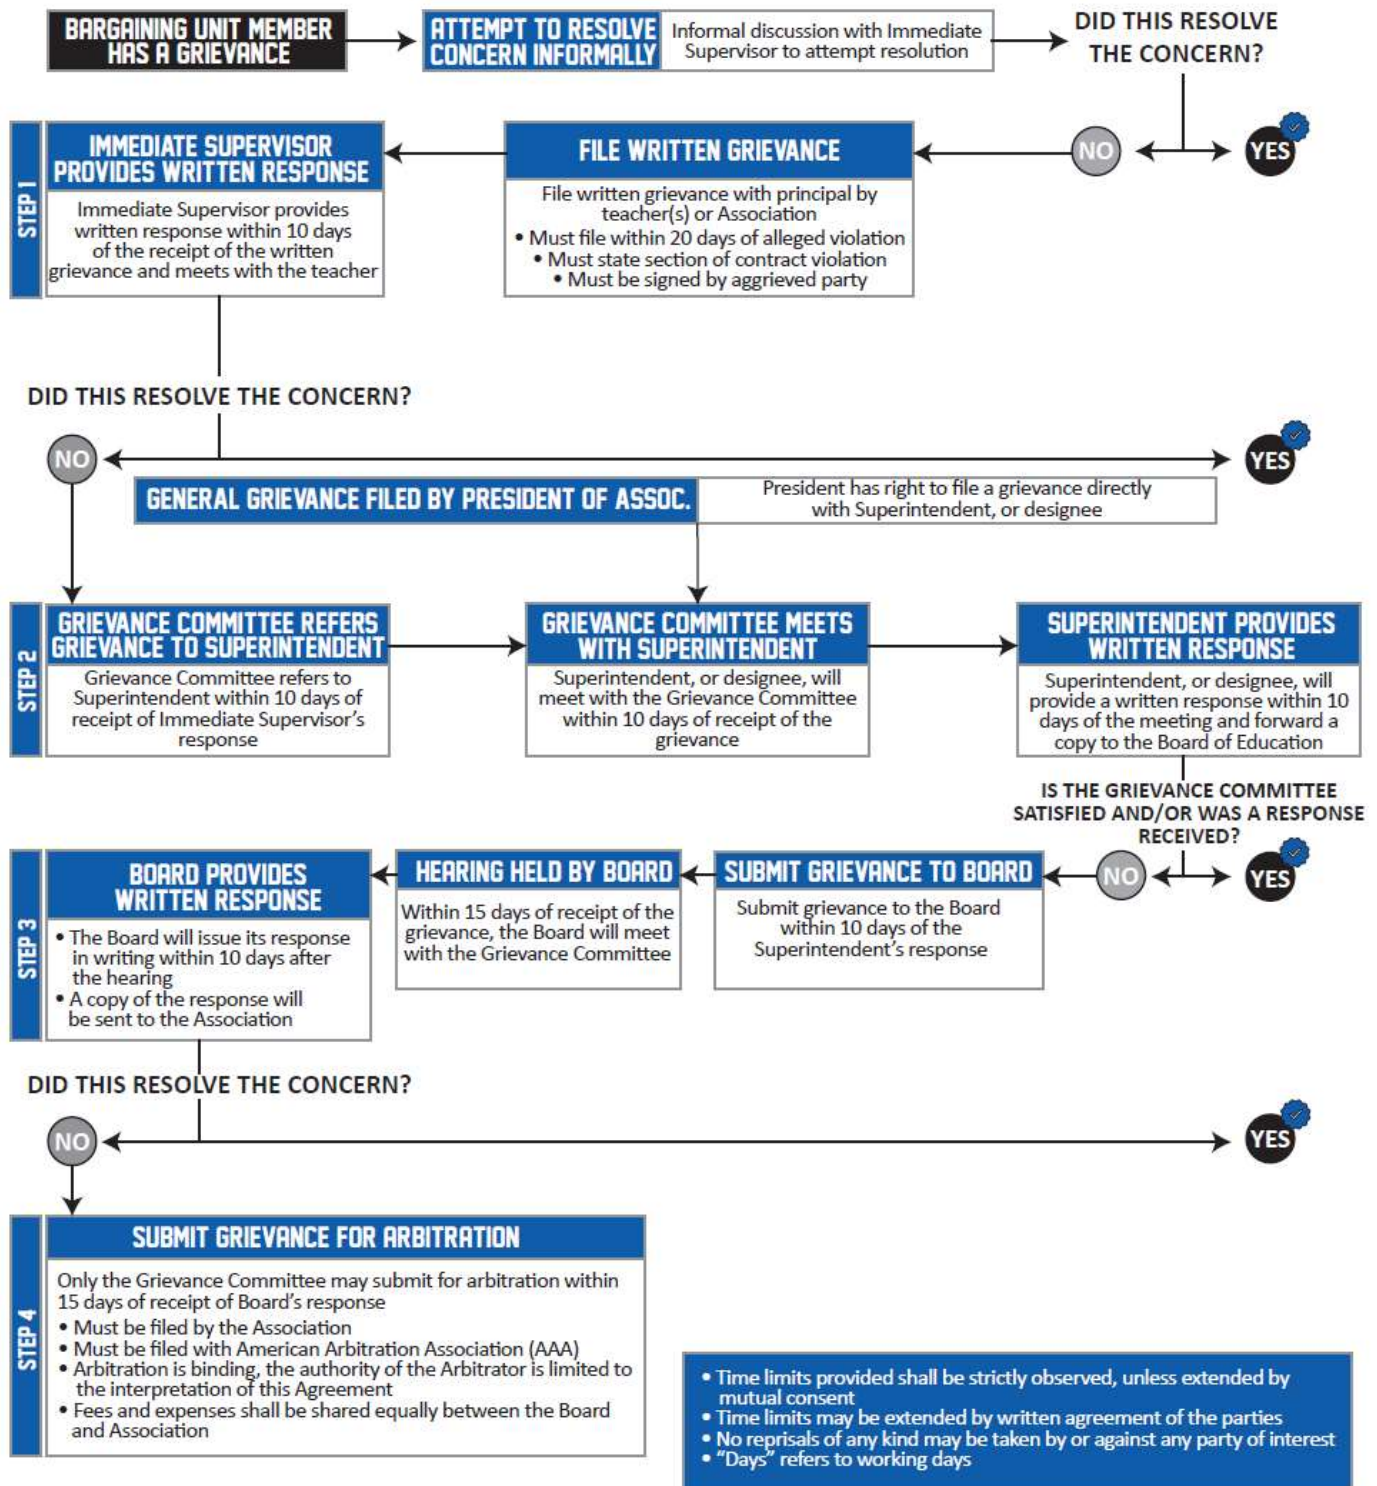 BARGAINING UNIT MEMBER
HAS A GRIEVANCE
ATTEMPT TO RESOLVE
CONCERN INFORMALLY
Informal discussion with Immediate
Supervisor to attempt resolution
DID THIS RESOLVE
THE CONCERN?
NO
YES
STEP 1
FILE WRITTEN GRIEVANCE
File written grievance with principal by
teacher(s) or Association
• Must file within 20 days of alleged violation
• Must state section of contract violation
• Must be signed by aggrieved party
IMMEDIATE SUPERVISOR
PROVIDES WRITTEN RESPONSE
Immediate Supervisor provides
written response within 10 days
of the receipt of the written
grievance and meets with the teacher
DID THIS RESOLVE THE CONCERN?
NO
YES
GENERAL GRIEVANCE FILED BY PRESIDENT OF ASSOC.
President has right to file a grievance directly
with Superintendent, or designee
STEP 2
GRIEVANCE COMMITTEE REFERS
GRIEVANCE TO SUPERINTENDENT
Grievance Committee refers to
Superintendent within 10 days of
receipt of Immediate Supervisor's
response
GRIEVANCE COMMITTEE MEETS
WITH SUPERINTENDENT
Superintendent, or designee, will
meet with the Grievance Committee
within 10 days of receipt of the
grievance
SUPERINTENDENT PROVIDES
WRITTEN RESPONSE
Superintendent, or designee, will
provide a written response within 10
days of the meeting and forward a
copy to the Board of Education
IS THE GRIEVANCE COMMITTEE
SATISFIED AND/OR WAS A RESPONSE
RECEIVED?
NO
YES
STEP 3
SUBMIT GRIEVANCE TO BOARD
Submit grievance to the Board
within 10 days of the
Superintendent's response
HEARING HELD BY BOARD
Within 15 days of receipt of the
grievance, the Board will meet
with the Grievance Committee
BOARD PROVIDES
WRITTEN RESPONSE
• The Board will issue its response
in writing within 10 days after
the hearing
• A copy of the response will
be sent to the Association
DID THIS RESOLVE THE CONCERN?
NO
YES
STEP 4
SUBMIT GRIEVANCE FOR ARBITRATION
Only the Grievance Committee may submit for arbitration within
15 days of receipt of Board's response
• Must be filed by the Association
• Must be filed with American Arbitration Association (AAA)
• Arbitration is binding, the authority of the Arbitrator is limited to
the interpretation of this Agreement
• Fees and expenses shall be shared equally between the Board
and Association
• Time limits provided shall be strictly observed, unless extended by
mutual consent
• Time limits may be extended by written agreement of the parties
• No reprisals of any kind may be taken by or against any party of interest
• "Days" refers to working days